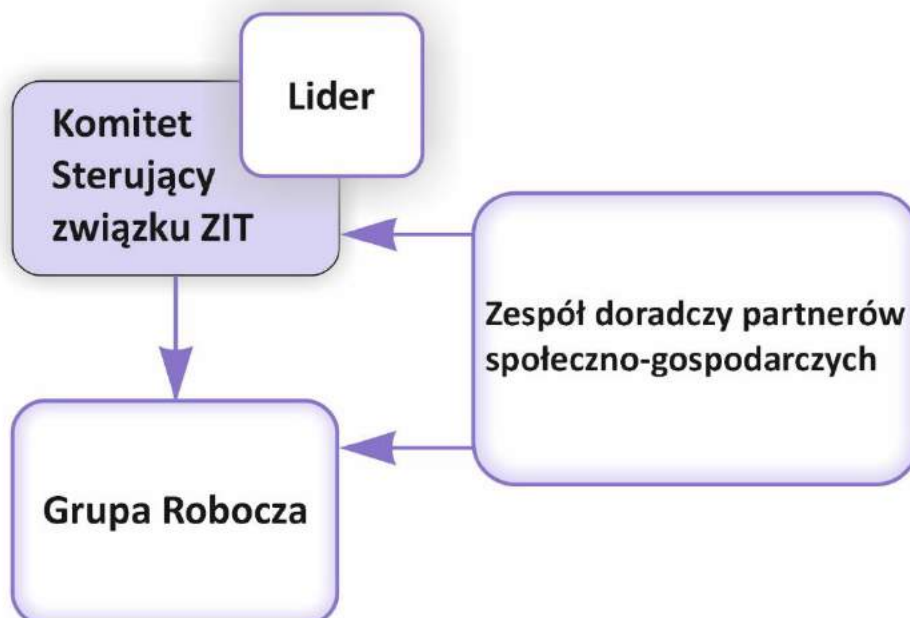 Lider
Komitet
Sterujący
związku ZIT
Zespół doradczy partnerów
społeczno-gospodarczych
Grupa Robocza